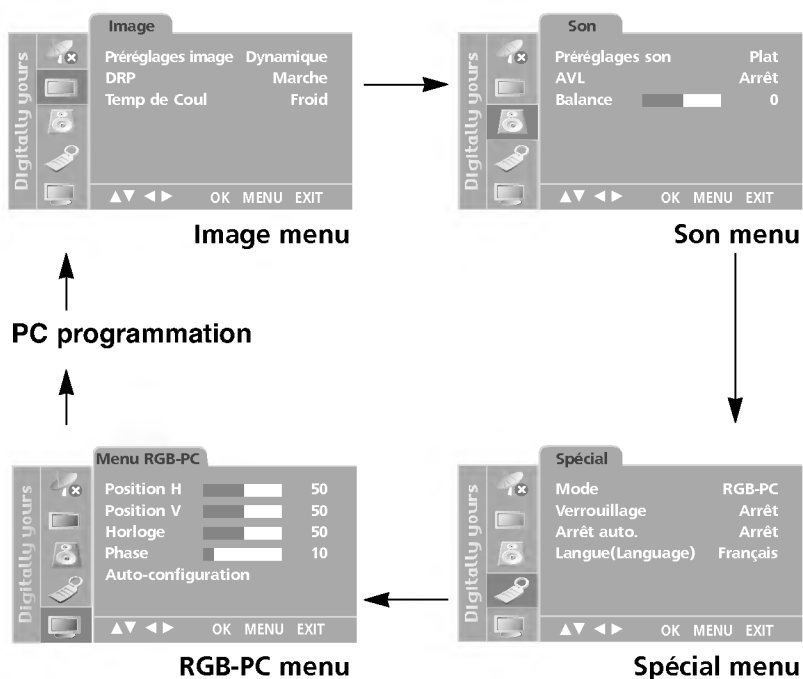 Image
Digitally yours
Préréglages image Dynamique
DRP Marche
Temp de Coul Froid
▲▼ ◄► OK MENU EXIT
Image menu
Son
Digitally yours
Préréglages son Plat
AVL Arrêt
Balance 0
▲▼ ◄► OK MENU EXIT
Son menu
PC programmation
Menu RGB-PC
Digitally yours
Position H 50
Position V 50
Horloge 50
Phase 10
Auto-configuration
▲▼ ◄► OK MENU EXIT
RGB-PC menu
Spécial
Digitally yours
Mode RGB-PC
Verrouillage Arrêt
Arrêt auto. Arrêt
Langue(Language) Français
▲▼ ◄► OK MENU EXIT
Spécial menu